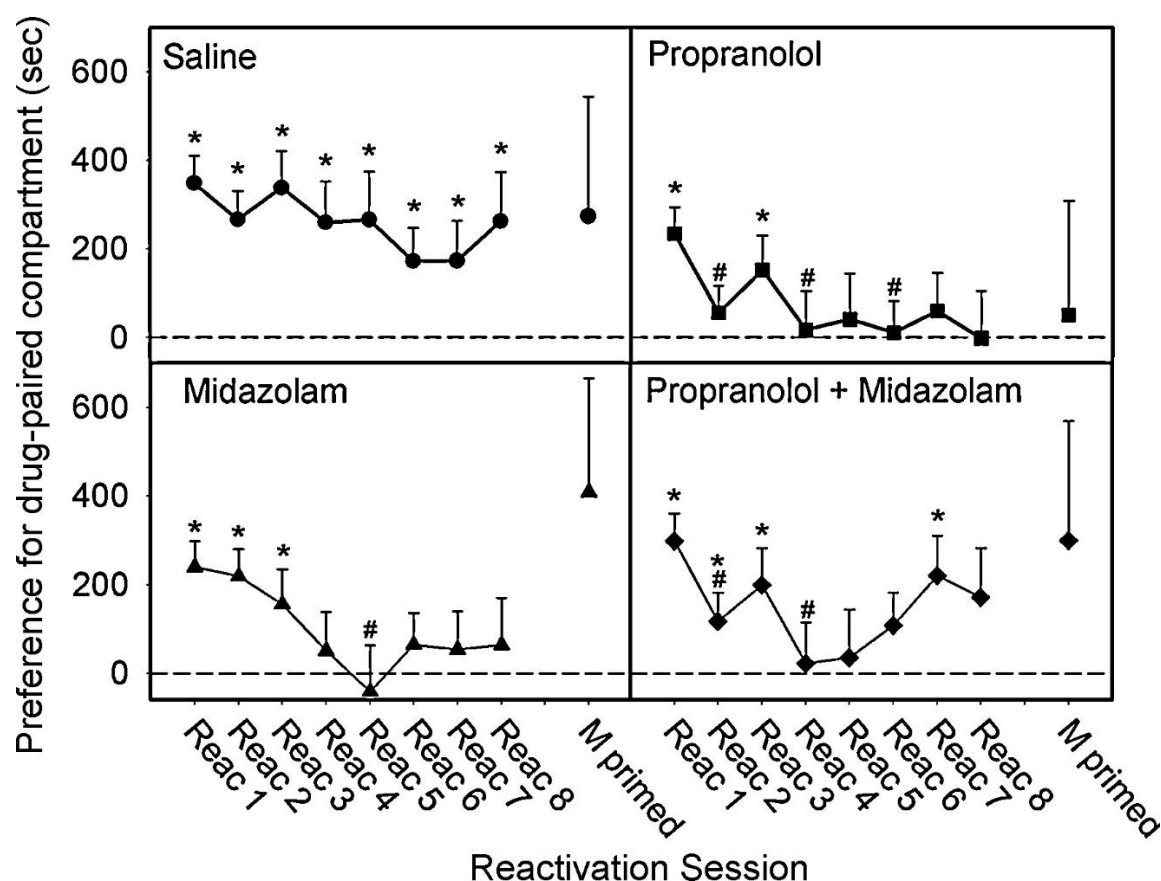 Preference for drug-paired compartment (sec)
Saline
Propranolol
600
400
200
0
* * * * * * * *
* # * # #
Midazolam
Propranolol + Midazolam
600
400
200
0
* * * #
* * # * # *
Reac 1
Reac 2
Reac 3
Reac 4
Reac 5
Reac 6
Reac 7
Reac 8
M primed
Reac 1
Reac 2
Reac 3
Reac 4
Reac 5
Reac 6
Reac 7
Reac 8
M primed
Reactivation Session